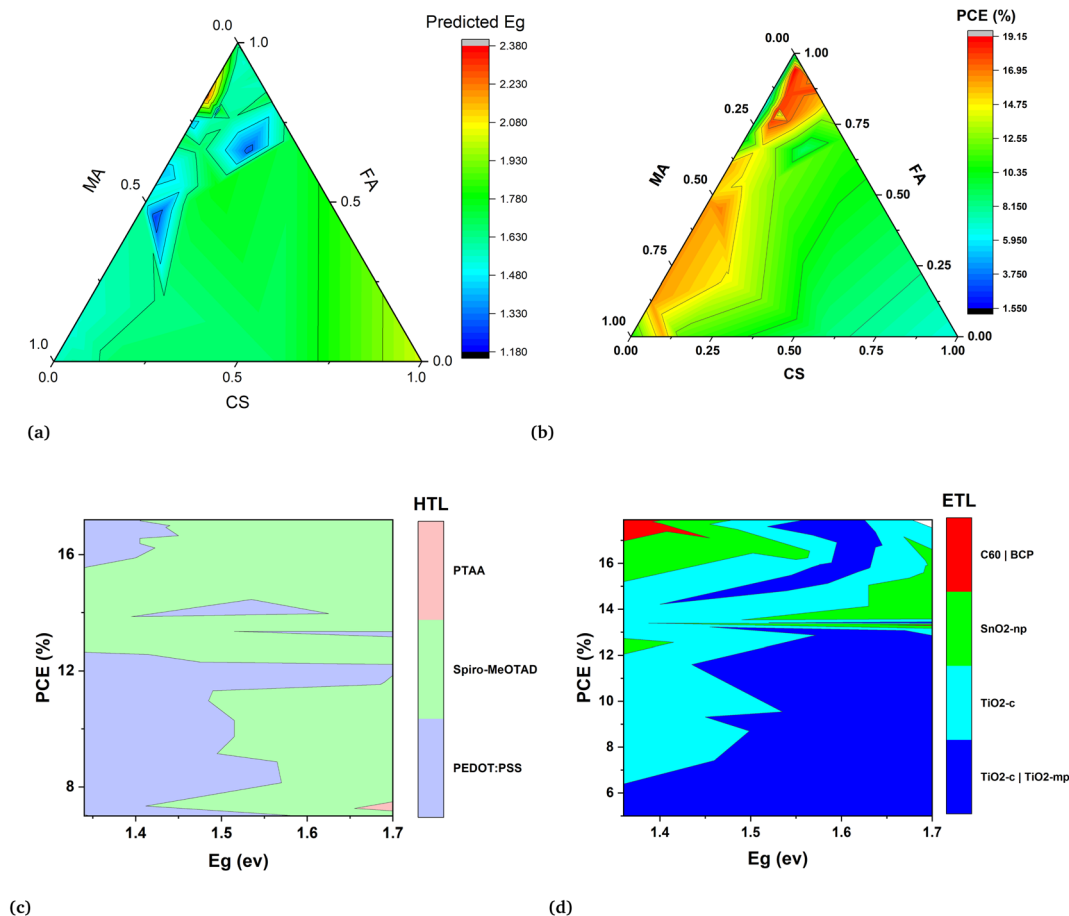 Predicted Eg
0.0
1.0
MA
FA
0.5
0.5
1.0
0.0
0.0
0.5
1.0
CS
2.380
2.230
2.080
1.930
1.780
1.630
1.480
1.330
1.180
(a)
PCE (%)
0.00
1.00
0.25
0.75
MA
FA
0.50
0.50
0.75
0.25
1.00
0.00
0.00
0.25
0.50
0.75
1.00
CS
19.15
16.95
14.75
12.55
10.35
8.150
5.950
3.750
1.550
(b)
HTL
PTAA
Spiro-MeOTAD
PEDOT:PSS
PCE (%)
16
12
8
1.4
1.5
1.6
1.7
Eg (ev)
(c)
ETL
C60 | BCP
SnO2-np
TiO2-c
TiO2-c | TiO2-mp
PCE (%)
16
14
12
10
8
6
1.4
1.5
1.6
1.7
Eg (ev)
(d)